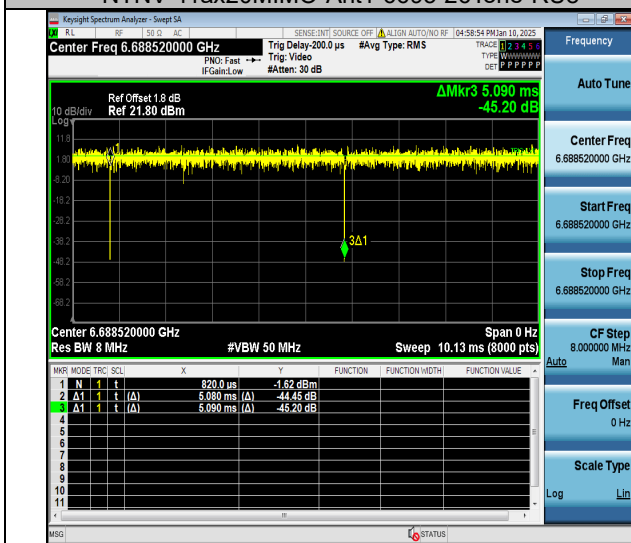 Keysight Spectrum Analyzer - Swept SA
RL RF 50 Ω AC SENSE:INT SOURCE OFF ALIGN AUTO/NO RF 04:58:54 PM Jan 10, 2025
Center Freq 6.688520000 GHz
PNO: Fast
IFGain:Low
Trig Delay-200.0 µs
Trig: Video
#Atten: 30 dB
#Avg Type: RMS
TRACE 1 2 3 4 5 6
TYPE WWWWWW
DET P P P P P P
ΔMkr3 5.090 ms
-45.20 dB
Ref Offset 1.8 dB
10 dB/div Ref 21.80 dBm
Log
11.8
1.80
-8.20
-18.2
-28.2
-38.2
-48.2
-58.2
-68.2
1
3Δ1
Center 6.688520000 GHz Span 0 Hz
Res BW 8 MHz #VBW 50 MHz Sweep 10.13 ms (8000 pts)
MKR MODE TRC SCL X Y FUNCTION FUNCTION WIDTH FUNCTION VALUE
1 N 1 t 820.0 µs -1.62 dBm
2 Δ1 1 t (Δ) 5.080 ms (Δ) -44.45 dB
3 Δ1 1 t (Δ) 5.090 ms (Δ) -45.20 dB
4
5
6
7
8
9
10
11
MSG STATUS
Frequency
Auto Tune
Center Freq
6.688520000 GHz
Start Freq
6.688520000 GHz
Stop Freq
6.688520000 GHz
CF Step
8.000000 MHz
Auto Man
Freq Offset
0 Hz
Scale Type
Log Lin